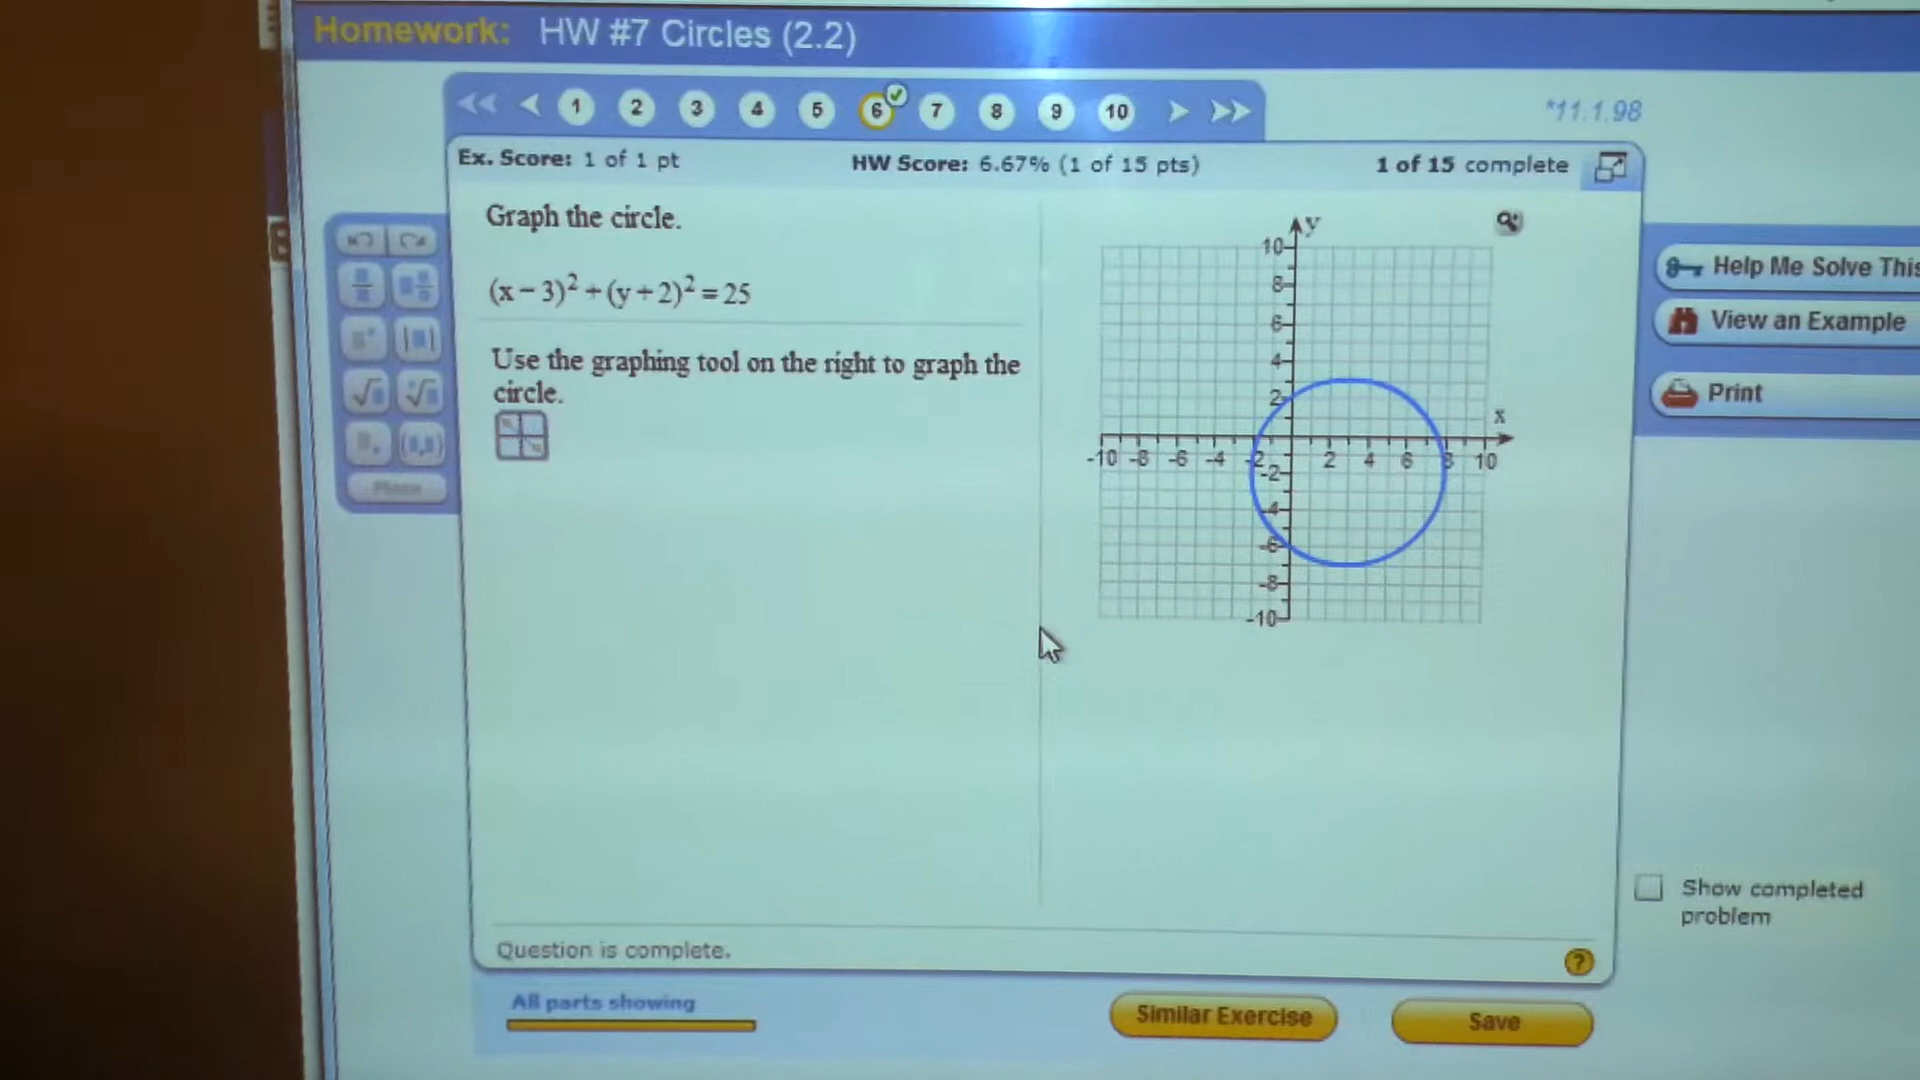 Homework: HW #7 Circles (2.2)
1 2 3 4 5 6 7 8 9 10
*11.1.98
Ex. Score: 1 of 1 pt HW Score: 6.67% (1 of 15 pts) 1 of 15 complete
Graph the circle.
(x − 3)² + (y + 2)² = 25
Use the graphing tool on the right to graph the
circle.
More
y
10
8
6
4
2
x
-10 -8 -6 -4 -2 2 4 6 8 10
-2
-4
-6
-8
-10
Help Me Solve This
View an Example
Print
Show completed
problem
Question is complete.
?
All parts showing
Similar Exercise
Save